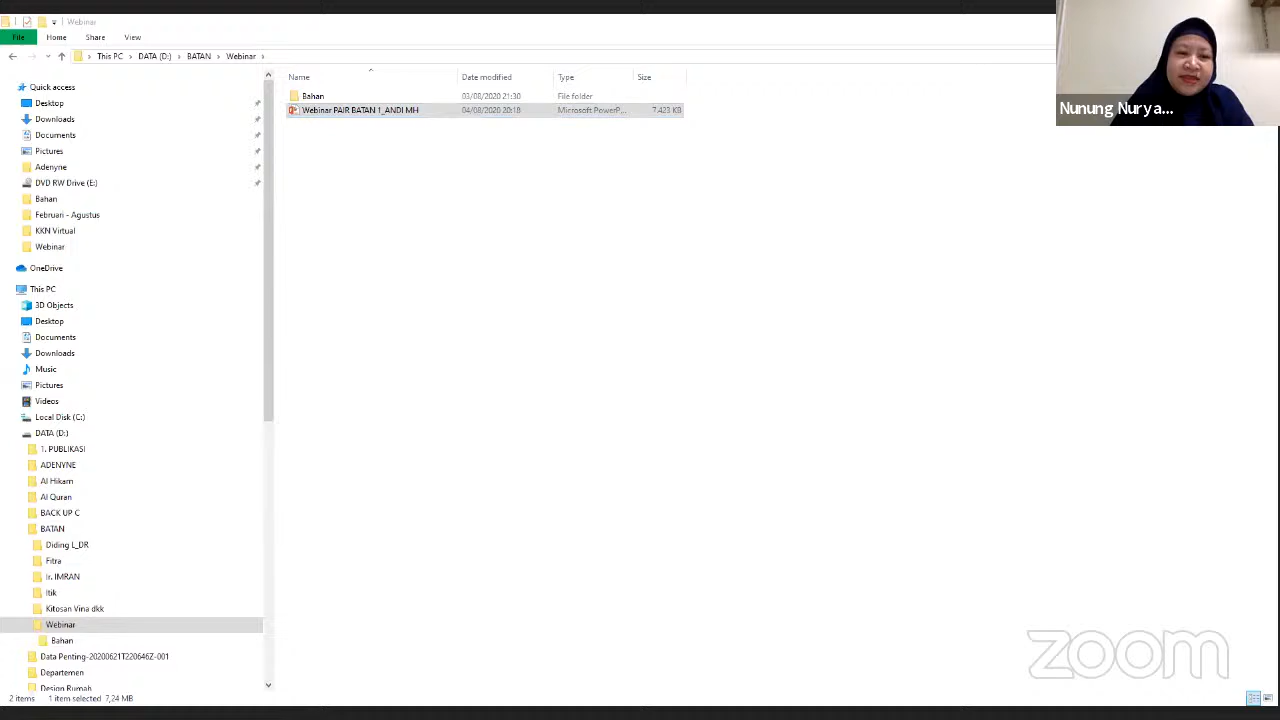 Webinar
File Home Share View
This PC DATA (D:) BATAN Webinar
Name Date modified Type Size
Bahan 03/08/2020 21:30 File folder
Webinar PAIR BATAN 1_ANDI MH 04/08/2020 20:18 Microsoft PowerP... 7.423 KB
Nunung Nurya...
Quick access
Desktop
Downloads
Documents
Pictures
Adenyne
DVD RW Drive (E:)
Bahan
Februari - Agustus
KKN Virtual
Webinar
OneDrive
This PC
3D Objects
Desktop
Documents
Downloads
Music
Pictures
Videos
Local Disk (C:)
DATA (D:)
1. PUBLIKASI
ADENYNE
Al Hikam
Al Quran
BACK UP C
BATAN
Diding L_DR
Fitra
Ir. IMRAN
Itik
Kitosan Vina dkk
Webinar
Bahan
Data Penting-20200621T220646Z-001
Departemen
Design Rumah
2 items 1 item selected 7,24 MB
zoom